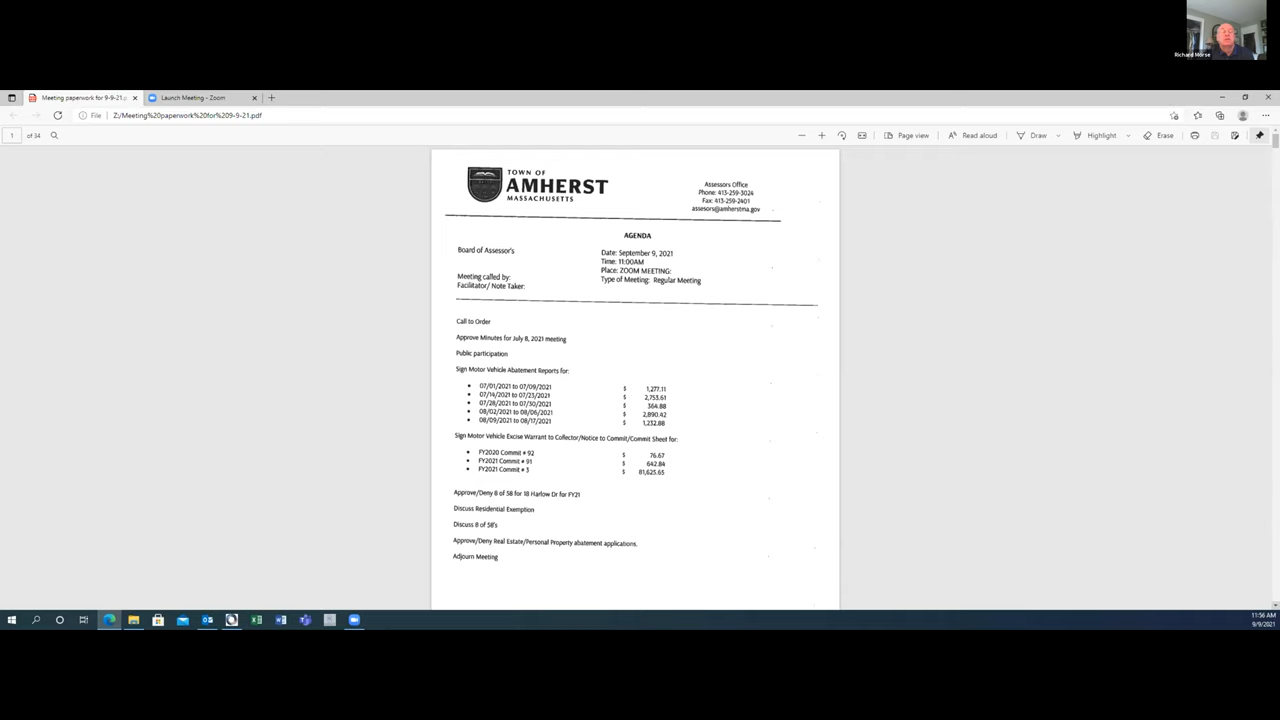 Richard Morse
Meeting paperwork for 9-9-21.p
Launch Meeting - Zoom
File
Z:/Meeting%20paperwork%20for%209-9-21.pdf
1 of 34
Page view
Read aloud
Draw
Highlight
Erase
TOWN OF
AMHERST
MASSACHUSETTS
Assessors Office
Phone: 413-259-3024
Fax: 413-259-2401
assesors@amherstma.gov
AGENDA
Board of Assessor's
Date: September 9, 2021
Time: 11:00AM
Place: ZOOM MEETING:
Type of Meeting: Regular Meeting
Meeting called by:
Facilitator/ Note Taker:
Call to Order
Approve Minutes for July 8, 2021 meeting
Public participation
Sign Motor Vehicle Abatement Reports for:
• 07/01/2021 to 07/09/2021 $ 1,277.11
• 07/14/2021 to 07/23/2021 $ 2,753.61
• 07/28/2021 to 07/30/2021 $ 364.88
• 08/02/2021 to 08/06/2021 $ 2,890.42
• 08/09/2021 to 08/17/2021 $ 1,232.88
Sign Motor Vehicle Excise Warrant to Collector/Notice to Commit/Commit Sheet for:
• FY2020 Commit # 92 $ 76.67
• FY2021 Commit # 91 $ 642.84
• FY2021 Commit # 3 $ 81,625.65
Approve/Deny 8 of 58 for 18 Harlow Dr for FY21
Discuss Residential Exemption
Discuss 8 of 58's
Approve/Deny Real Estate/Personal Property abatement applications.
Adjourn Meeting
11:56 AM
9/9/2021